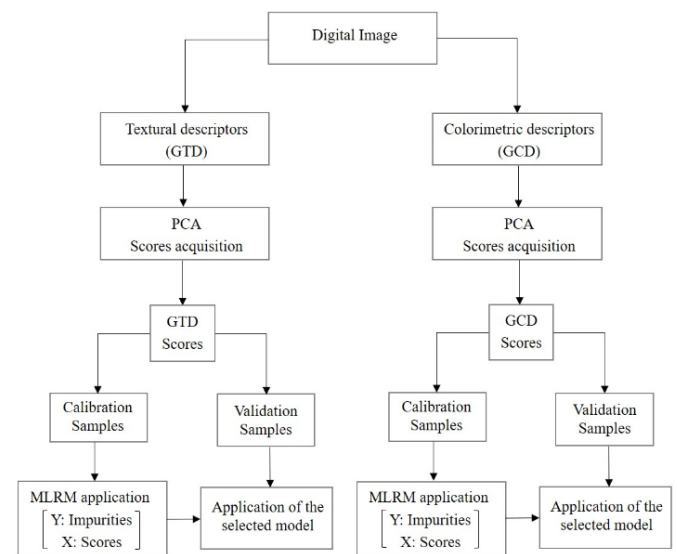 Digital Image
Textural descriptors
(GTD)
Colorimetric descriptors
(GCD)
PCA
Scores acquisition
PCA
Scores acquisition
GTD
Scores
GCD
Scores
Calibration
Samples
Validation
Samples
Calibration
Samples
Validation
Samples
MLRM application
Y: Impurities
X: Scores
Application of the
selected model
MLRM application
Y: Impurities
X: Scores
Application of the
selected model